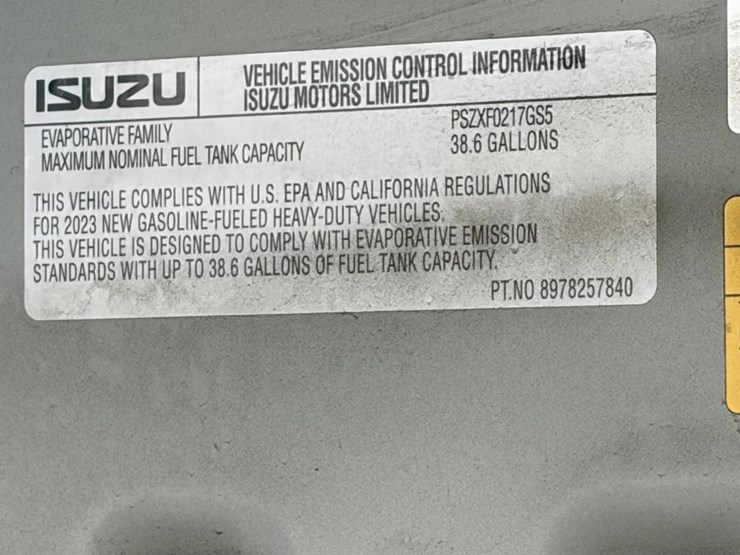 ISUZU
VEHICLE EMISSION CONTROL INFORMATION
ISUZU MOTORS LIMITED
EVAPORATIVE FAMILY PSZXF0217GS5
MAXIMUM NOMINAL FUEL TANK CAPACITY 38.6 GALLONS
THIS VEHICLE COMPLIES WITH U.S. EPA AND CALIFORNIA REGULATIONS
FOR 2023 NEW GASOLINE-FUELED HEAVY-DUTY VEHICLES.
THIS VEHICLE IS DESIGNED TO COMPLY WITH EVAPORATIVE EMISSION
STANDARDS WITH UP TO 38.6 GALLONS OF FUEL TANK CAPACITY.
PT.NO 8978257840